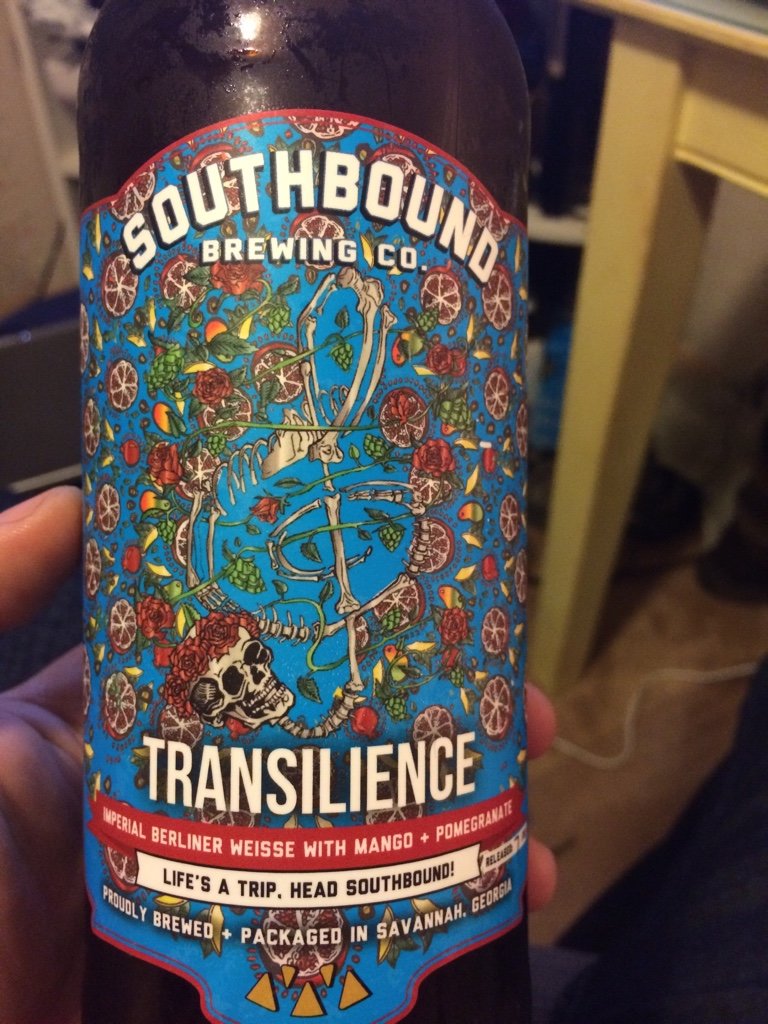 SOUTHBOUND
BREWING CO.
TRANSILIENCE
IMPERIAL BERLINER WEISSE WITH MANGO + POMEGRANATE
LIFE'S A TRIP. HEAD SOUTHBOUND!
RELEASED
PROUDLY BREWED + PACKAGED IN SAVANNAH, GEORGIA